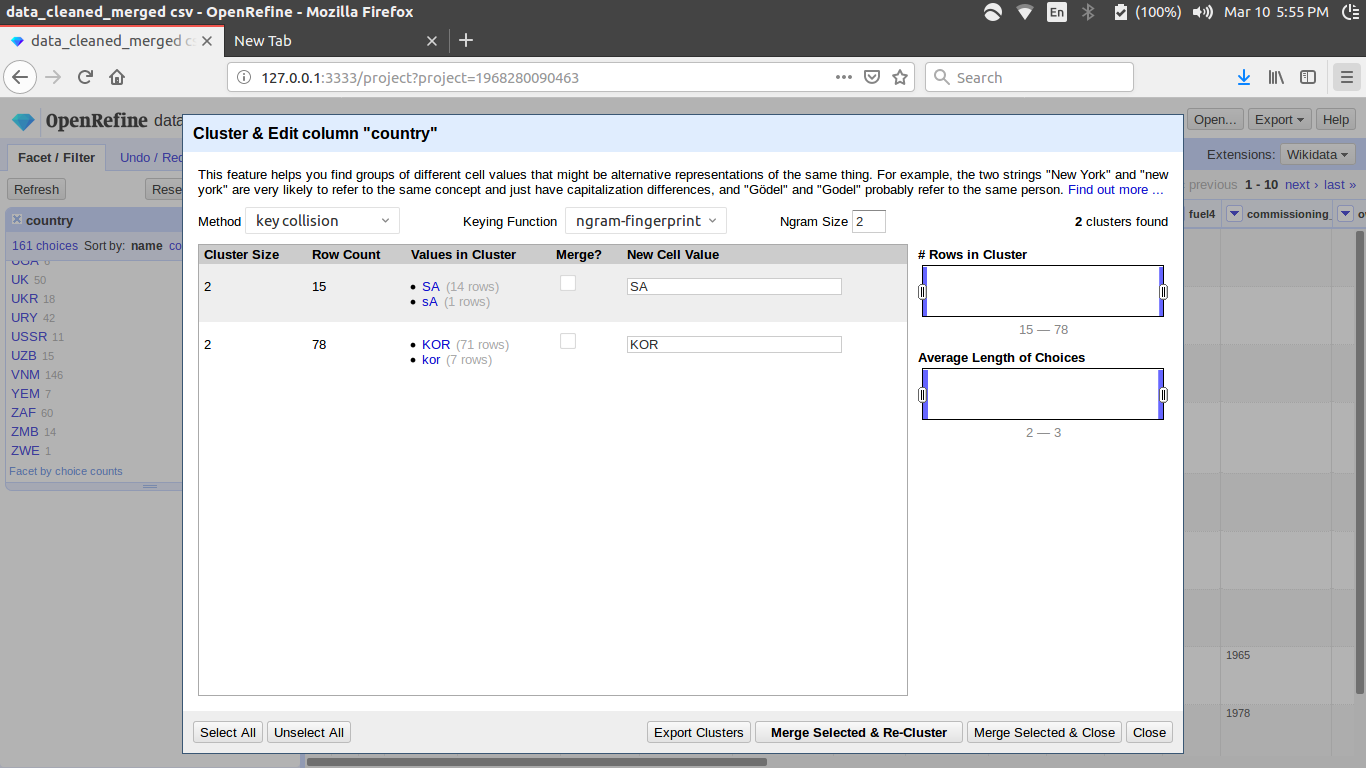 data_cleaned_merged csv - OpenRefine - Mozilla Firefox
En (100%) Mar 10 5:55 PM
data_cleaned_merged cs New Tab
127.0.0.1:3333/project?project=1968280090463 Search
OpenRefine data Open... Export Help
Cluster & Edit column "country"
Facet / Filter Undo / Red Extensions: Wikidata
This feature helps you find groups of different cell values that might be alternative representations of the same thing. For example, the two strings "New York" and "new
york" are very likely to refer to the same concept and just have capitalization differences, and "Gödel" and "Godel" probably refer to the same person. Find out more ...
Refresh Rese previous 1 - 10 next › last »
country fuel4 commissioning_
Method key collision Keying Function ngram-fingerprint Ngram Size 2 2 clusters found
161 choices Sort by: name co
UGA 6
UK 50
UKR 18
URY 42
USSR 11
UZB 15
VNM 146
YEM 7
ZAF 60
ZMB 14
ZWE 1
Facet by choice counts
Cluster Size Row Count Values in Cluster Merge? New Cell Value
2 15 SA (14 rows) SA
sA (1 rows)
2 78 KOR (71 rows) KOR
kor (7 rows)
# Rows in Cluster
15 — 78
Average Length of Choices
2 — 3
1965
1978
Select All Unselect All Export Clusters Merge Selected & Re-Cluster Merge Selected & Close Close